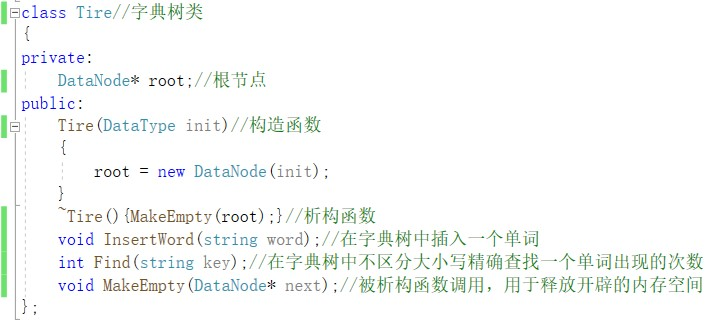 class Tire//字典树类
{
private:
DataNode* root;//根节点
public:
Tire(DataType init)//构造函数
{
root = new DataNode(init);
}
~Tire(){MakeEmpty(root);}//析构函数
void InsertWord(string word);//在字典树中插入一个单词
int Find(string key);//在字典树中不区分大小写精确查找一个单词出现的次数
void MakeEmpty(DataNode* next);//被析构函数调用，用于释放开辟的内存空间
};